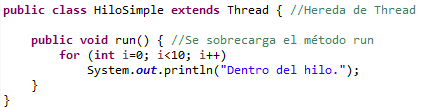 public class HiloSimple extends Thread { //Hereda de Thread
public void run() { //Se sobrecarga el método run
for (int i=0; i<10; i++)
System.out.println("Dentro del hilo.");
}
}